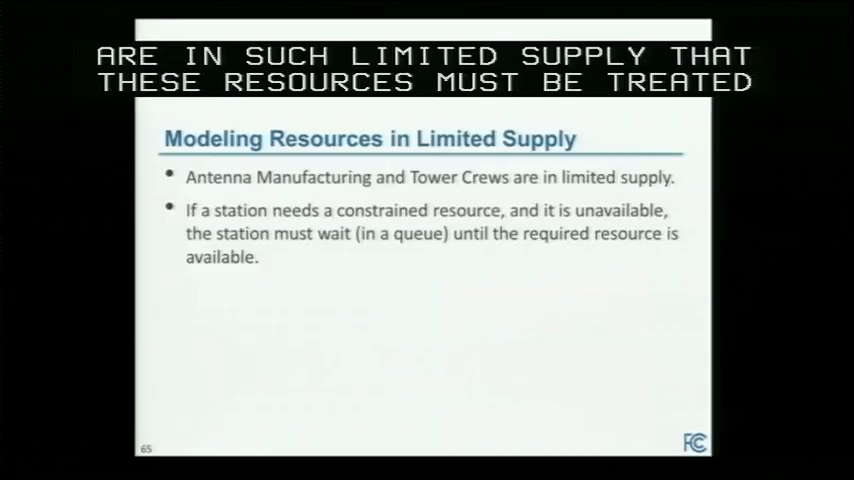 ARE IN SUCH LIMITED SUPPLY THAT
THESE RESOURCES MUST BE TREATED
Modeling Resources in Limited Supply
• Antenna Manufacturing and Tower Crews are in limited supply.
• If a station needs a constrained resource, and it is unavailable,
the station must wait (in a queue) until the required resource is
available.
65
FCC